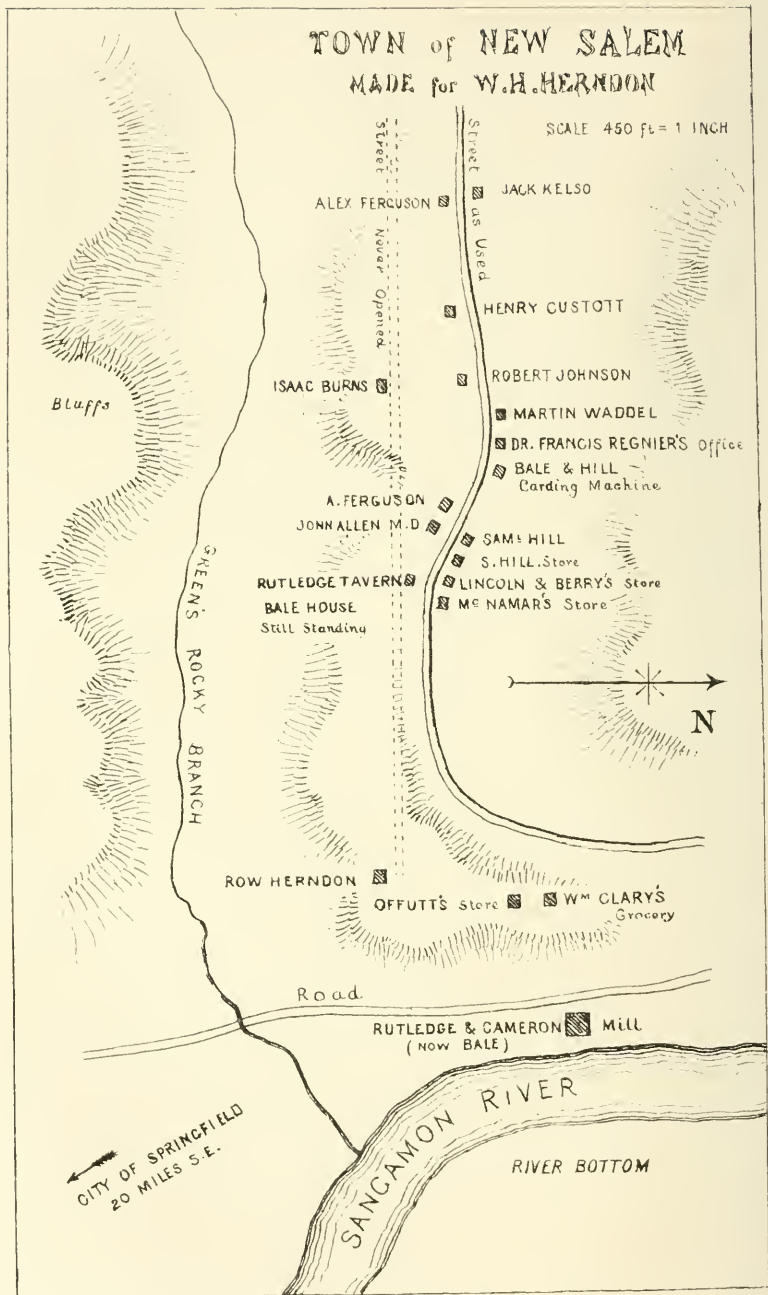 TOWN of NEW SALEM
MADE for W.H.HERNDON
SCALE 450 ft = 1 INCH
Street Never Opened
Street as Used
ALEX FERGUSON
JACK KELSO
HENRY CUSTOTT
ISAAC BURNS
ROBERT JOHNSON
Bluffs
MARTIN WADDEL
DR. FRANCIS REGNIER'S Office
BALE & HILL
Carding Machine
A. FERGUSON
JOHN ALLEN M.D
SAML HILL
S. HILL. Store
RUTLEDGE TAVERN
LINCOLN & BERRY'S Store
BALE HOUSE
Still Standing
Mc NAMAR'S Store
GREEN'S ROCKY BRANCH
N
ROW HERNDON
OFFUTT'S Store
WM CLARY'S
Grocery
Road
RUTLEDGE & CAMERON Mill
(NOW BALE)
SANGAMON RIVER
CITY OF SPRINGFIELD
20 MILES S.E.
RIVER BOTTOM